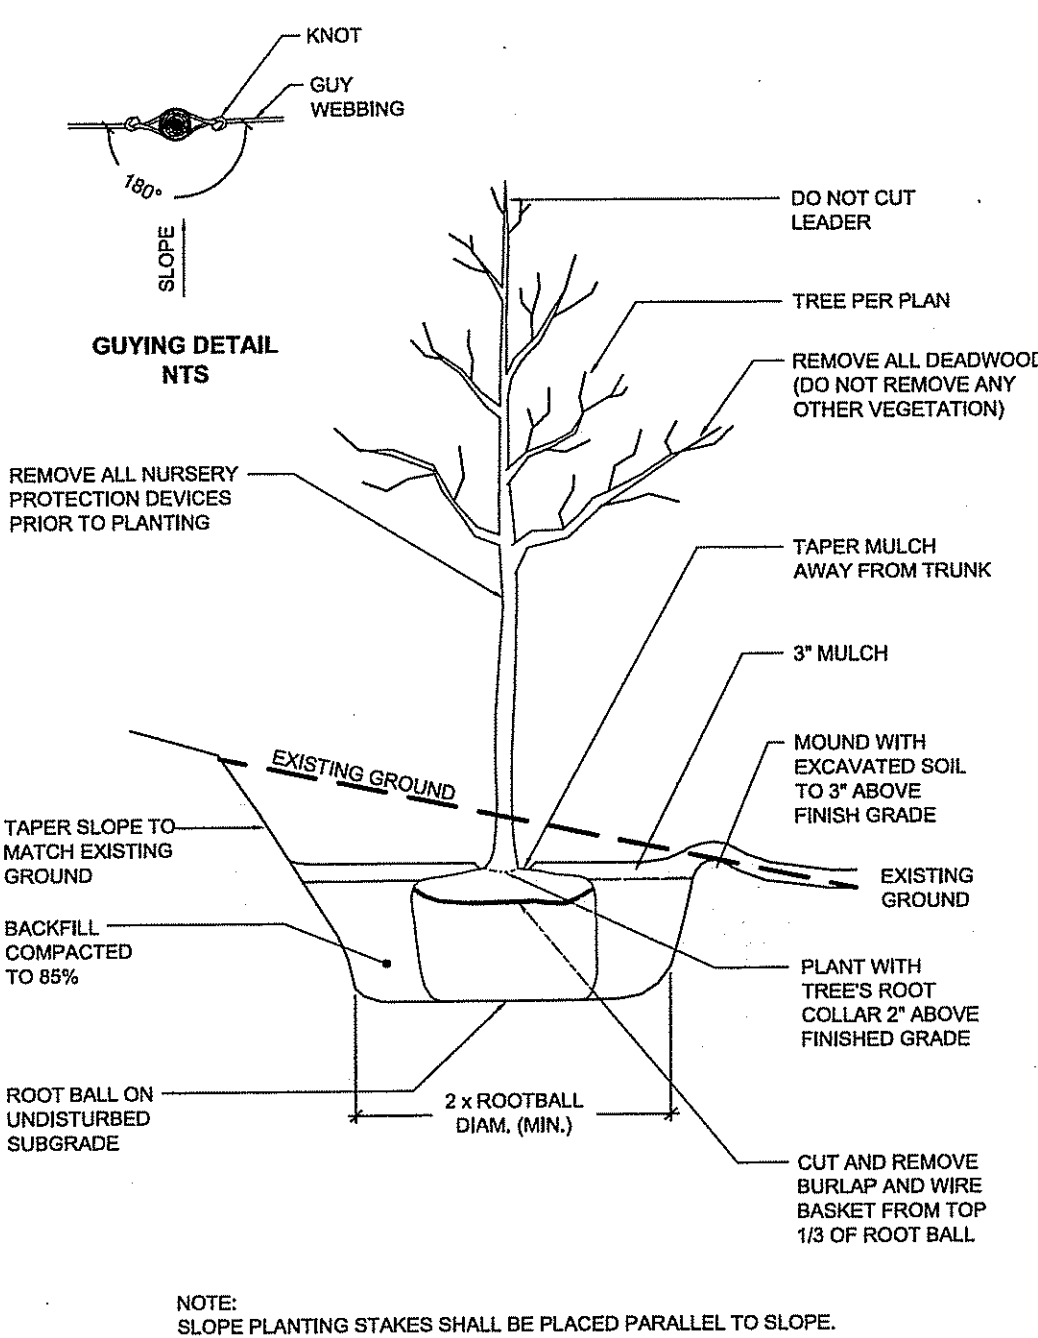 KNOT
GUY
WEBBING
180°
SLOPE
GUYING DETAIL
NTS
DO NOT CUT
LEADER
TREE PER PLAN
REMOVE ALL DEADWOOD
(DO NOT REMOVE ANY
OTHER VEGETATION)
REMOVE ALL NURSERY
PROTECTION DEVICES
PRIOR TO PLANTING
TAPER MULCH
AWAY FROM TRUNK
3" MULCH
MOUND WITH
EXCAVATED SOIL
TO 3" ABOVE
FINISH GRADE
EXISTING GROUND
TAPER SLOPE TO
MATCH EXISTING
GROUND
EXISTING
GROUND
BACKFILL
COMPACTED
TO 85%
PLANT WITH
TREE'S ROOT
COLLAR 2" ABOVE
FINISHED GRADE
ROOT BALL ON
UNDISTURBED
SUBGRADE
2 x ROOTBALL
DIAM. (MIN.)
CUT AND REMOVE
BURLAP AND WIRE
BASKET FROM TOP
1/3 OF ROOT BALL
NOTE:
SLOPE PLANTING STAKES SHALL BE PLACED PARALLEL TO SLOPE.